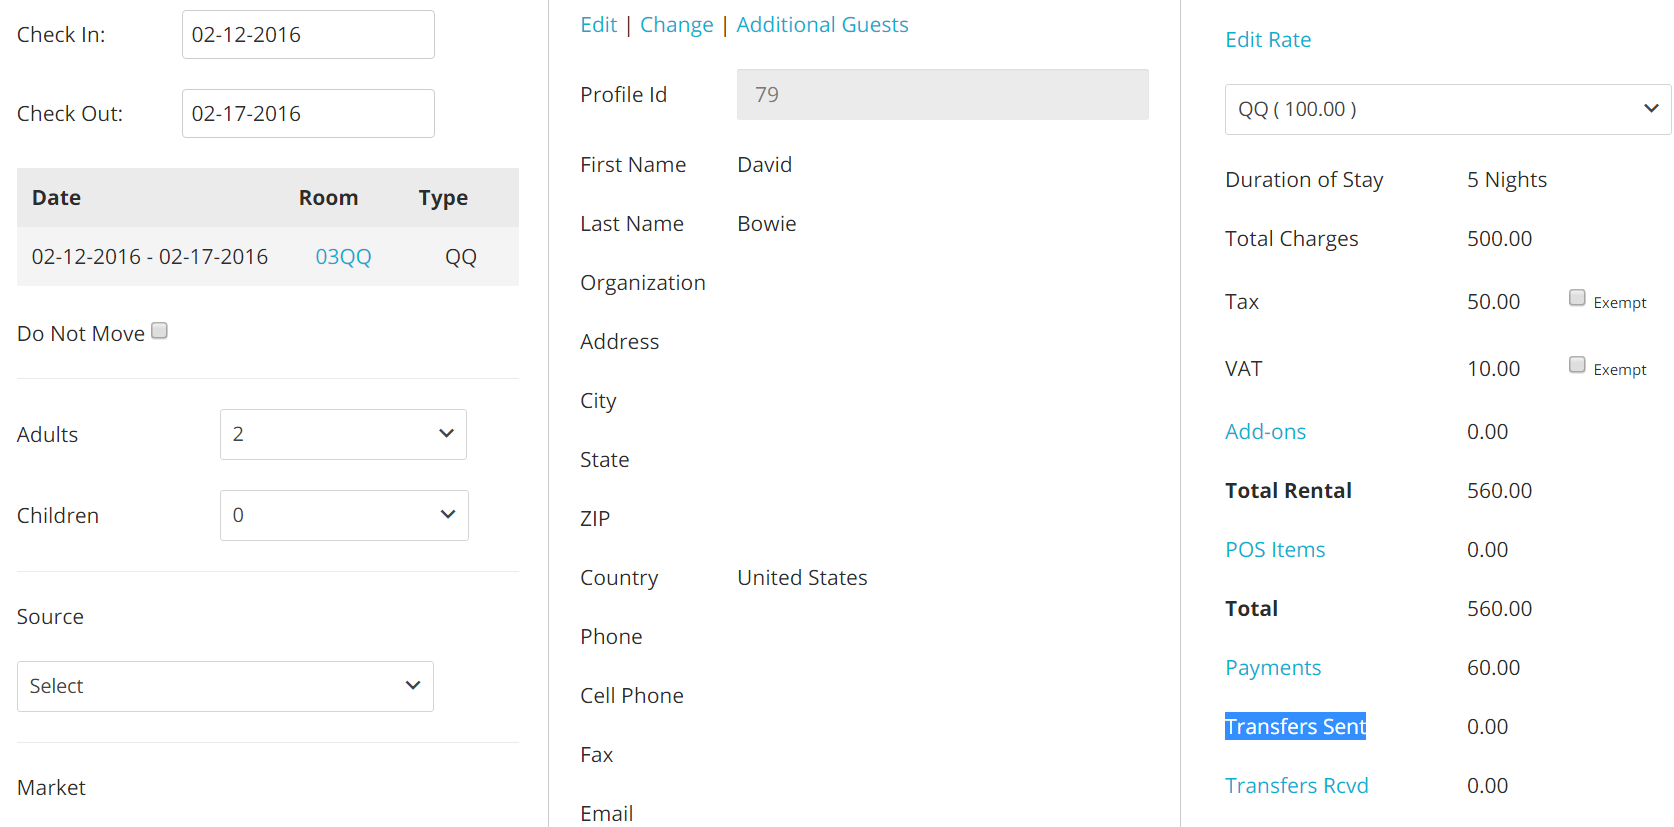 Check In: 02-12-2016
Check Out: 02-17-2016
Date Room Type
02-12-2016 - 02-17-2016 03QQ QQ
Do Not Move
Adults 2
Children 0
Source
Select
Market
Edit | Change | Additional Guests
Profile Id 79
First Name David
Last Name Bowie
Organization
Address
City
State
ZIP
Country United States
Phone
Cell Phone
Fax
Email
Edit Rate
QQ ( 100.00 )
Duration of Stay 5 Nights
Total Charges 500.00
Tax 50.00 Exempt
VAT 10.00 Exempt
Add-ons 0.00
Total Rental 560.00
POS Items 0.00
Total 560.00
Payments 60.00
Transfers Sent 0.00
Transfers Rcvd 0.00